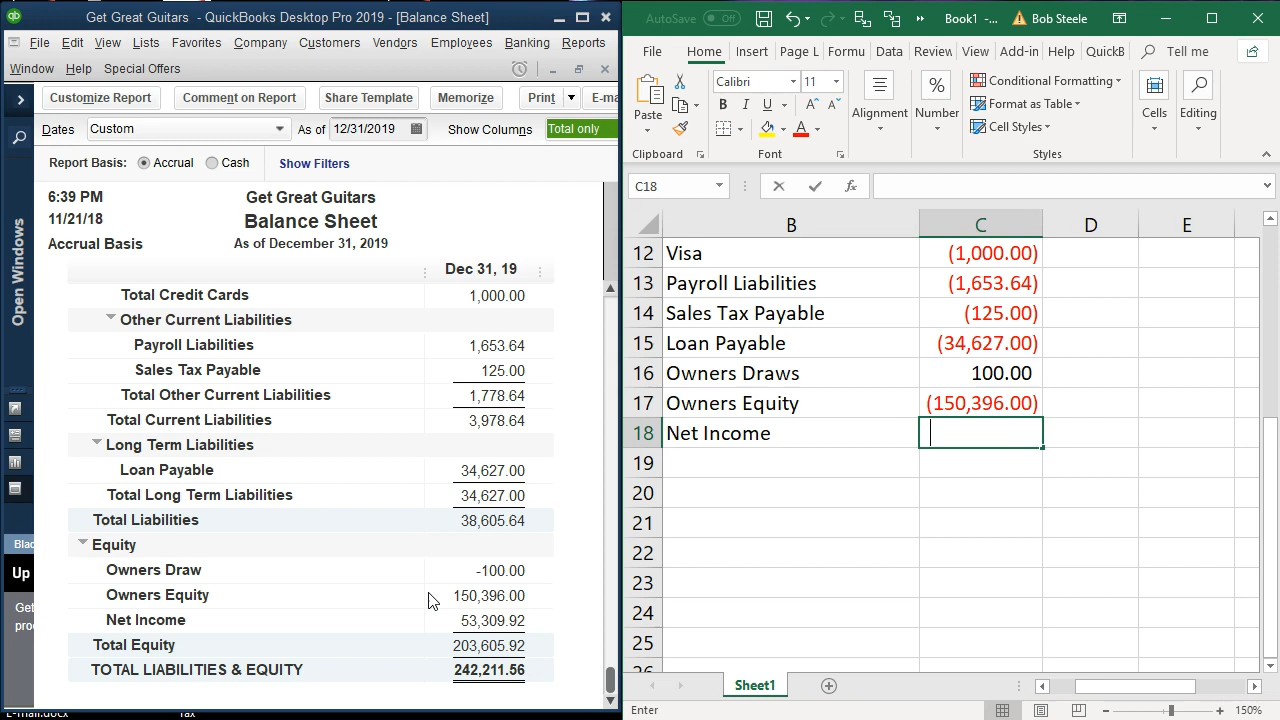 Get Great Guitars - QuickBooks Desktop Pro 2019 - [Balance Sheet]
File Edit View Lists Favorites Company Customers Vendors Employees Banking Reports
Window Help Special Offers
Customize Report Comment on Report Share Template Memorize Print E-ma
Dates Custom As of 12/31/2019 Show Columns Total only
Report Basis: Accrual Cash Show Filters
Open Windows
6:39 PM
11/21/18
Accrual Basis
Get Great Guitars
Balance Sheet
As of December 31, 2019
Dec 31, 19
Total Credit Cards 1,000.00
Other Current Liabilities
Payroll Liabilities 1,653.64
Sales Tax Payable 125.00
Total Other Current Liabilities 1,778.64
Total Current Liabilities 3,978.64
Long Term Liabilities
Loan Payable 34,627.00
Total Long Term Liabilities 34,627.00
Total Liabilities 38,605.64
Equity
Owners Draw -100.00
Owners Equity 150,396.00
Net Income 53,309.92
Total Equity 203,605.92
TOTAL LIABILITIES & EQUITY 242,211.56
Blac
Up
Get
proc
E-mail.docx
Tax
AutoSave Off Book1 -... Bob Steele
File Home Insert Page L Formu Data Review View Add-in Help QuickB Tell me
Paste
Calibri 11
B I U
Alignment
Number
Conditional Formatting
Format as Table
Cell Styles
Cells
Editing
Clipboard Font Styles
C18 fx
B C D E
12 Visa (1,000.00)
13 Payroll Liabilities (1,653.64)
14 Sales Tax Payable (125.00)
15 Loan Payable (34,627.00)
16 Owners Draws 100.00
17 Owners Equity (150,396.00)
18 Net Income
19
20
21
22
23
24
25
26
Sheet1
Enter 150%